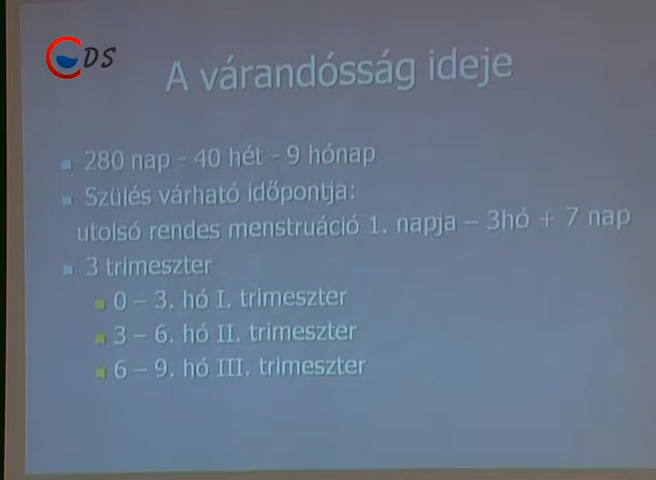 DS
A várandósság ideje
280 nap - 40 hét - 9 hónap
Szülés várható időpontja:
utolsó rendes menstruáció 1. napja – 3hó + 7 nap
3 trimeszter
0 – 3. hó I. trimeszter
3 – 6. hó II. trimeszter
6 – 9. hó III. trimeszter